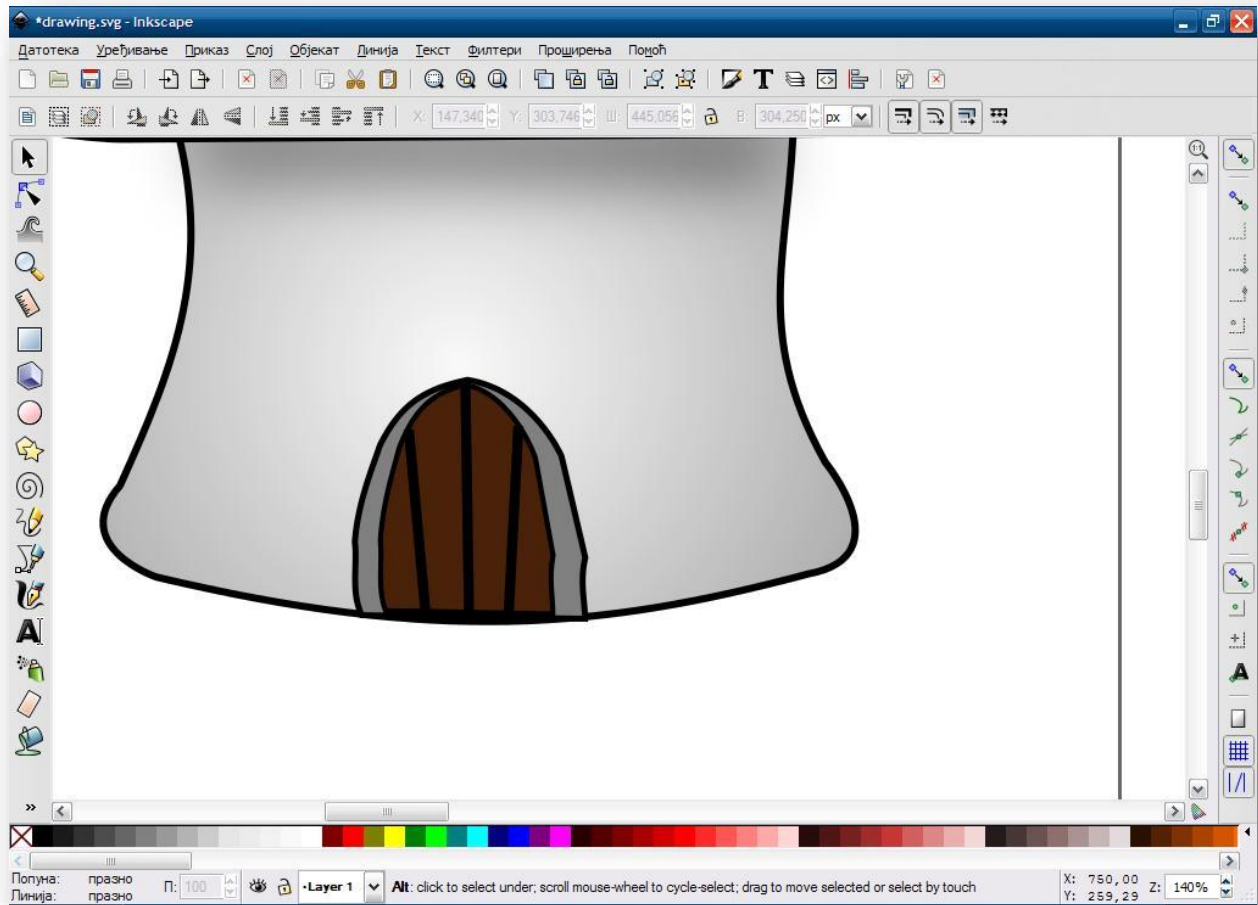 *drawing.svg - Inkscape
Датотека Уређивање Приказ Слој Објекат Линија Текст Филтери Проширења Помоћ
X: 147,340 Y: 303,746 Ш: 445,056 В: 304,250 px
Попуна: празно
Линија: празно
П: 100
•Layer 1
Alt: click to select under; scroll mouse-wheel to cycle-select; drag to move selected or select by touch
X: 750,00
Y: 259,29
Z: 140%